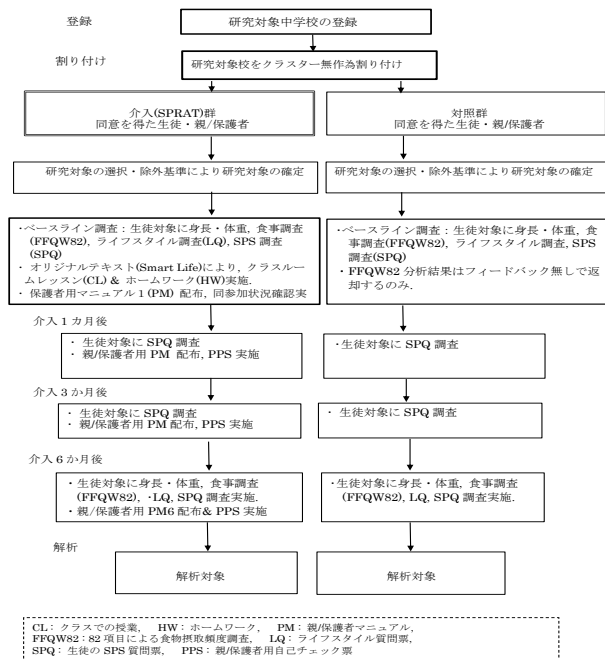 登録
研究対象中学校の登録
割り付け
研究対象校をクラスター無作為割り付け
介入(SPRAT)群
同意を得た生徒・親/保護者
対照群
同意を得た生徒・親/保護者
研究対象の選択・除外基準により研究対象の確定
研究対象の選択・除外基準により研究対象の確定
・ベースライン調査：生徒対象に身長・体重, 食事調査
(FFQW82), ライフスタイル調査(LQ), SPS 調査
(SPQ)
・ オリジナルテキスト(Smart Life)により, クラスルー
ムレッスン(CL) & ホームワーク(HW)実施.
・ 保護者用マニュアル１(PM) 配布, 同参加状況確認実
・ベースライン調査：生徒対象に身長・体重, 食
事調査(FFQW82), ライフスタイル調査, SPS
調査(SPQ)
・FFQW82 分析結果はフィードバック無しで返
却するのみ.
介入 1 カ月後
・ 生徒対象に SPQ 調査
・ 親/保護者用 PM 配布, PPS 実施
・生徒対象に SPQ 調査
介入 3 か月後
・ 生徒対象に SPQ 調査
・ 親/保護者用 PM 配布, PPS 実施
・ 生徒対象に SPQ 調査
介入 6 か月後
・ 生徒対象に身長・体重, 食事調査
(FFQW82), ・LQ, SPQ 調査実施.
・ 親/保護者用 PM6 配布& PPS 実施
・生徒対象に身長・体重, 食事調査
(FFQW82), LQ, SPQ 調査実施.
解析
解析対象
解析対象
CL：クラスでの授業, HW：ホームワーク, PM：親/保護者マニュアル,
FFQW82：82 項目による食物摂取頻度調査, LQ：ライフスタイル質問票,
SPQ：生徒の SPS 質問票, PPS：親/保護者用自己チェック票